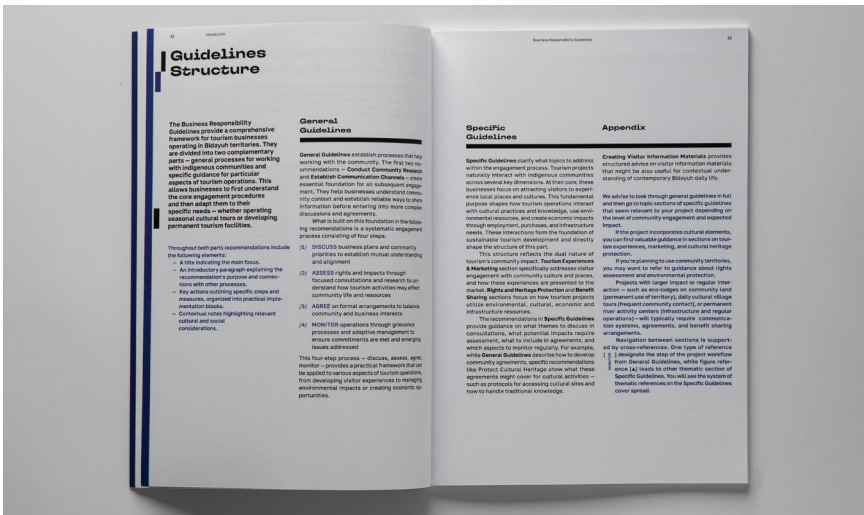 32
Introduction
Guidelines
Structure
The Business Responsibility
Guidelines provide a comprehensive
framework for tourism businesses
operating in Bidayuh territories. They
are divided into two complementary
parts – general processes for working
with indigenous communities and
specific guidance for particular
aspects of tourism operations. This
allows businesses to first understand
the core engagement procedures
and then adapt them to their
specific needs – whether operating
seasonal cultural tours or developing
permanent tourism facilities.
Throughout both parts recommendations include
the following elements:
– A title indicating the main focus.
– An introductory paragraph explaining the
recommendation's purpose and connec-
tions with other processes.
– Key actions outlining specific steps and
measures, organized into practical imple-
mentation blocks.
– Contextual notes highlighting relevant
cultural and social
considerations.
General
Guidelines
General Guidelines establish processes that help
working with the community. The first two rec-
ommendations – Conduct Community Research
and Establish Communication Channels – create
essential foundation for all subsequent engage-
ment. They help businesses understand commu-
nity context and establish reliable ways to share
information before entering into more complex
discussions and agreements.
What is built on this foundation in the follow-
ing recomendations is a systematic engagement
process consisting of four steps:
/1/ DISCUSS business plans and community
priorities to establish mutual understanding
and alignment
/2/ ASSESS rights and impacts through
focused consultations and research to un-
derstand how tourism activities may affect
community life and resources
/3/ AGREE on formal arrangements to balance
community and business interests
/4/ MONITOR operations through grievance
processes and adaptive management to
ensure commitments are met and emerging
issues addressed
This four-step process – discuss, assess, agree,
monitor – provides a practical framework that can
be applied to various aspects of tourism operations,
from developing visitor experiences to managing
environmental impacts or creating economic op-
portunities.
Business Responsibility Guidelines
33
Specific
Guidelines
Specific Guidelines clarify what topics to address
within the engagement process. Tourism projects
naturally interact with indigenous communities
across several key dimensions. At their core, these
businesses focus on attracting visitors to experi-
ence local places and cultures. This fundamental
purpose shapes how tourism operations interact
with cultural practices and knowledge, use envi-
ronmental resources, and create economic impacts
through employment, purchases, and infrastructure
needs. These interactions form the foundation of
sustainable tourism development and directly
shape the structure of this part.
This structure reflects the dual nature of
tourism's community impact. Tourism Experiences
& Marketing section specifically addresses visitor
engagement with community culture and places,
and how these experiences are presented to the
market. Rights and Heritage Protection and Benefit
Sharing sections focus on how tourism projects
utilize environmental, cultural, economic and
infrastructure resources.
The recommendations in Specific Guidelines
provide guidance on what themes to discuss in
consultations, what potential impacts require
assessment, what to include in agreements, and
which aspects to monitor regularly. For example,
while General Guidelines describe how to develop
community agreements, specific recommendations
like Protect Cultural Heritage show what these
agreements might cover for cultural activities –
such as protocols for accessing cultural sites and
how to handle traditional knowledge.
Appendix
Creating Visitor Information Materials provides
structured advice on visitor information materials
that might be also useful for contextual under-
standing of contemporary Bidayuh daily life.
We advise to look through general guidelines in full
and then go to topic sections of specific guidelines
that seem relevant to your project depending on
the level of community engagement and expected
impact.
If the project incorporates cultural elements,
you can find valuable guidance in sections on tour-
ism experiences, marketing, and cultural heritage
protection.
If you're planning to use community territories,
you may want to refer to guidance about rights
assessment and environmental protection.
Projects with larger impact or regular inter-
action – such as eco-lodges on community land
(permanent use of territory), daily cultural village
tours (frequent community contact), or permanent
river activity centers (infrastructure and regular
operations)—will typically require communica-
tion systems, agreements, and benefit sharing
arrangements.
Navigation between sections is support-
ed by cross-references. One type of reference
[ ] designate the step of the project workflow
from General Guidelines, while figure refer-
ence [▲] leads to other thematic section of
Specific Guidelines. You will see the system of
thematic references on the Specific Guidelines
cover spread.